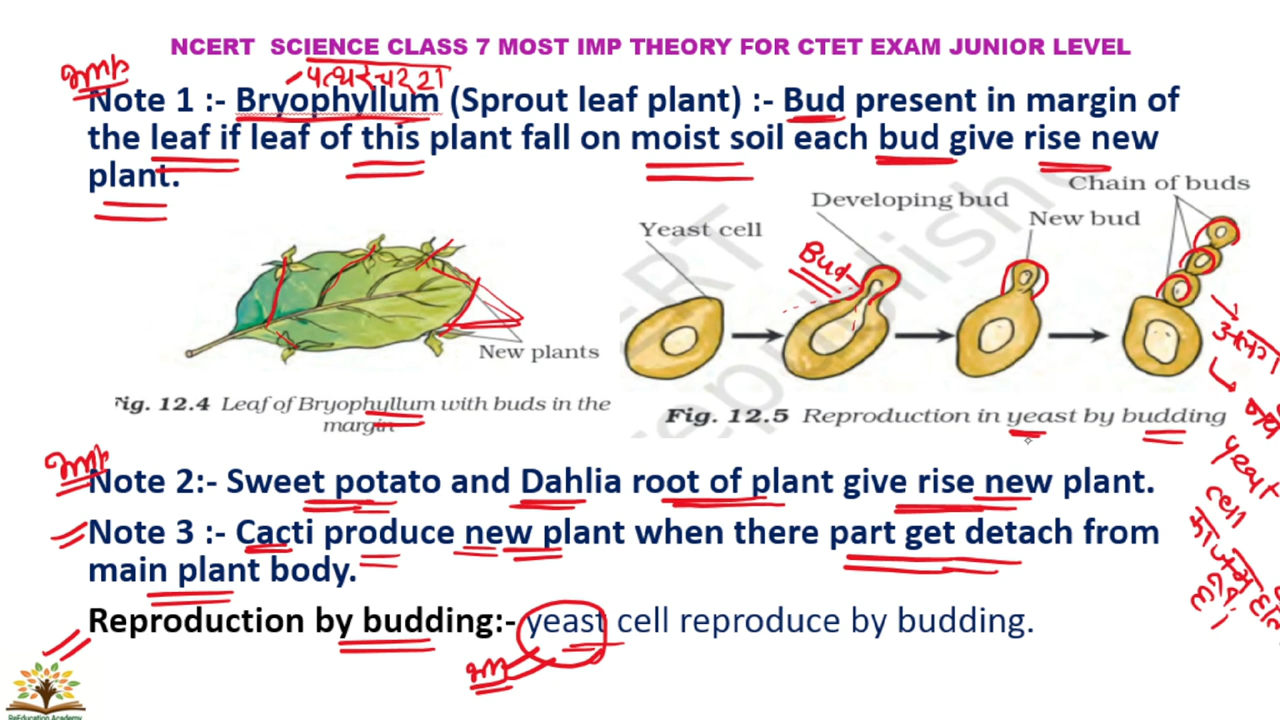 NCERT SCIENCE CLASS 7 MOST IMP THEORY FOR CTET EXAM JUNIOR LEVEL
Imp
पत्थरचट्टा
Note 1 :- Bryophyllum (Sprout leaf plant) :- Bud present in margin of
the leaf if leaf of this plant fall on moist soil each bud give rise new
plant.
Chain of buds
Developing bud
New bud
Yeast cell
Bud
New plants
अलग
ig. 12.4 Leaf of Bryophyllum with buds in the
margin
Fig. 12.5 Reproduction in yeast by budding
yeast
cell
Imp
Note 2:- Sweet potato and Dahlia root of plant give rise new plant.
Note 3 :- Cacti produce new plant when there part get detach from
main plant body.
Reproduction by budding:- yeast cell reproduce by budding.
Imp
ReEducation Academy